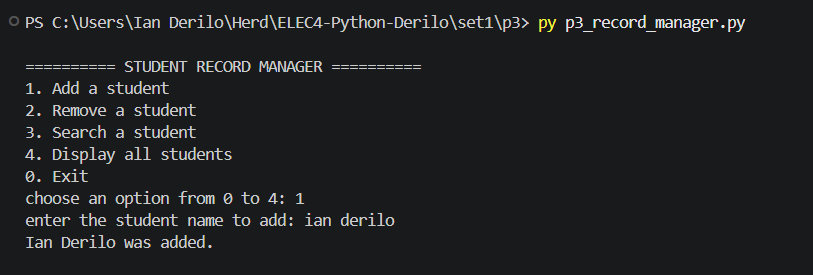 PS C:\Users\Ian Derilo\Herd\ELEC4-Python-Derilo\set1\p3> py p3_record_manager.py
========== STUDENT RECORD MANAGER ==========
1. Add a student
2. Remove a student
3. Search a student
4. Display all students
0. Exit
choose an option from 0 to 4: 1
enter the student name to add: ian derilo
Ian Derilo was added.